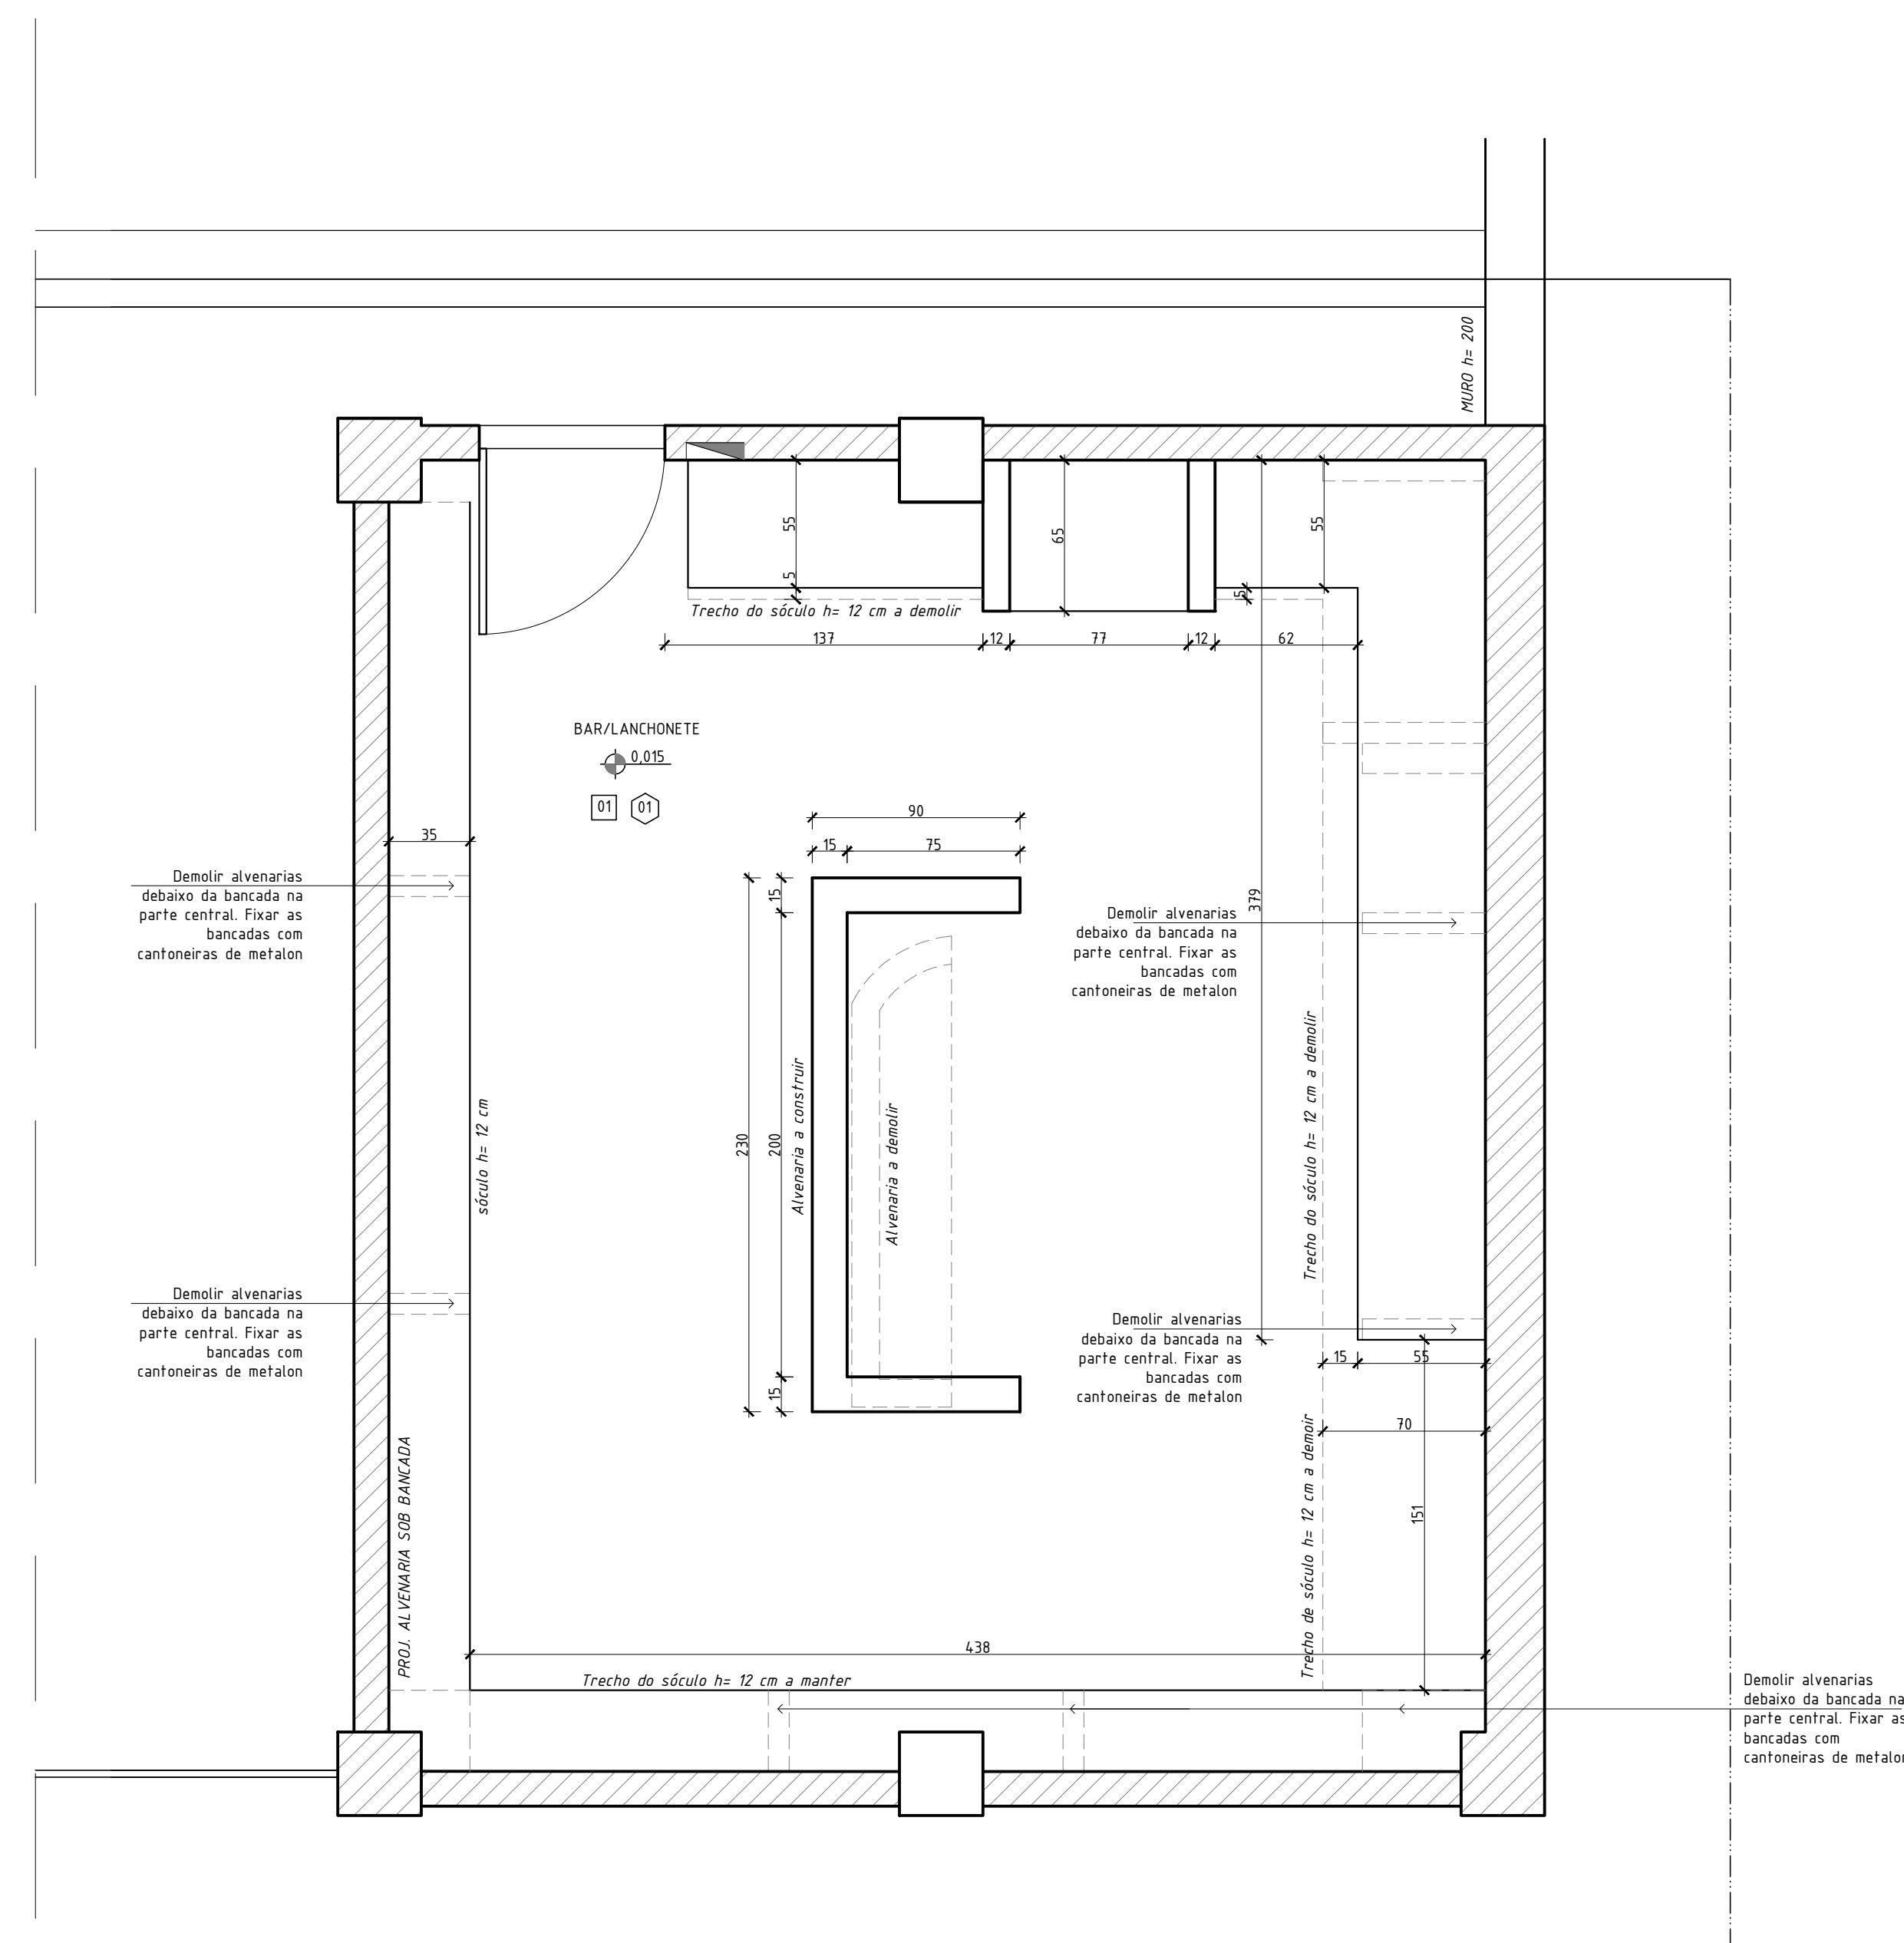 MURO h= 200
55
5
Trecho do sóculo h= 12 cm a demolir
65
55
5
137
12
77
12
62
BAR/LANCHONETE
0,015
01
01
35
90
15
75
Demolir alvenarias
debaixo da bancada na
parte central. Fixar as
bancadas com
cantoneiras de metalon
15
379
Demolir alvenarias
debaixo da bancada na
parte central. Fixar as
bancadas com
cantoneiras de metalon
sóculo h= 12 cm
230
200
Alvenaria a construir
Alvenaria a demolir
Trecho do sóculo h= 12 cm a demolir
Demolir alvenarias
debaixo da bancada na
parte central. Fixar as
bancadas com
cantoneiras de metalon
15
Demolir alvenarias
debaixo da bancada na
parte central. Fixar as
bancadas com
cantoneiras de metalon
15
55
70
PROJ. ALVENARIA SOB BANCADA
Trecho de sóculo h= 12 cm a demoir
151
438
Trecho do sóculo h= 12 cm a manter
Demolir alvenarias
debaixo da bancada na
parte central. Fixar as
bancadas com
cantoneiras de metalon